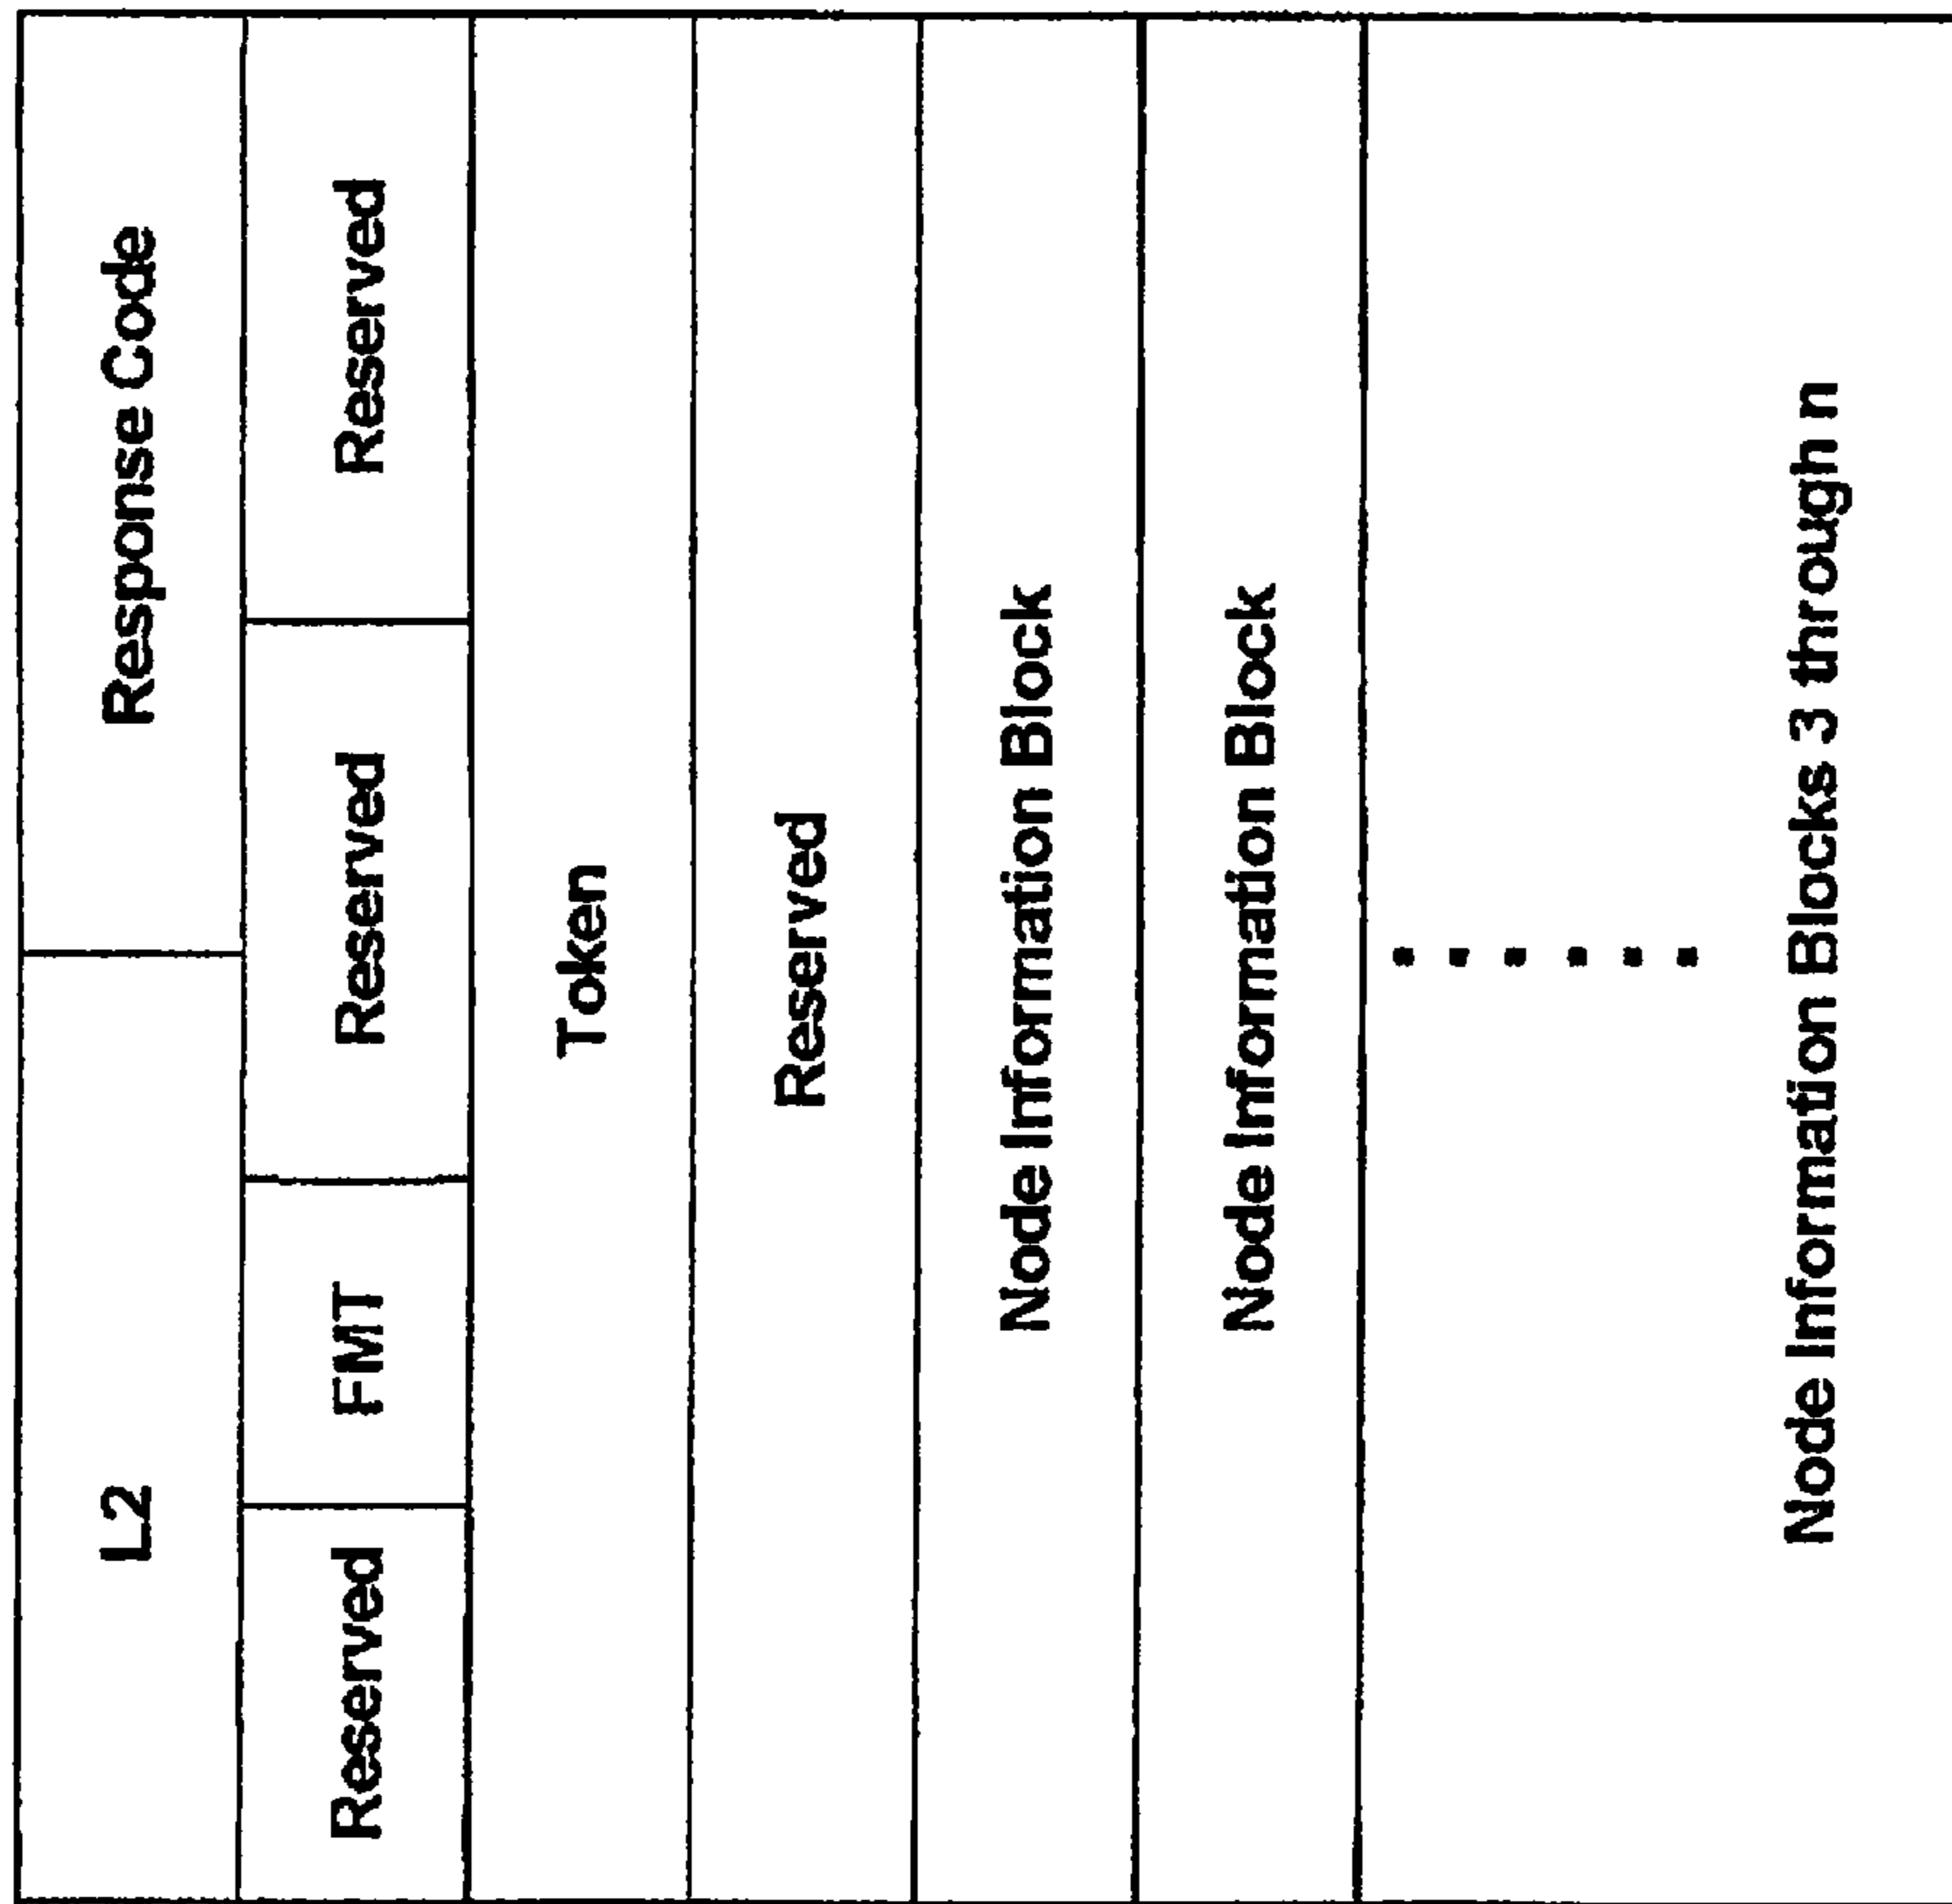 L2 Response Code
Reserved FMT Reserved Reserved
Token
Reserved
Node Information Block
Node Information Block
......
Node Information Blocks 3 through n